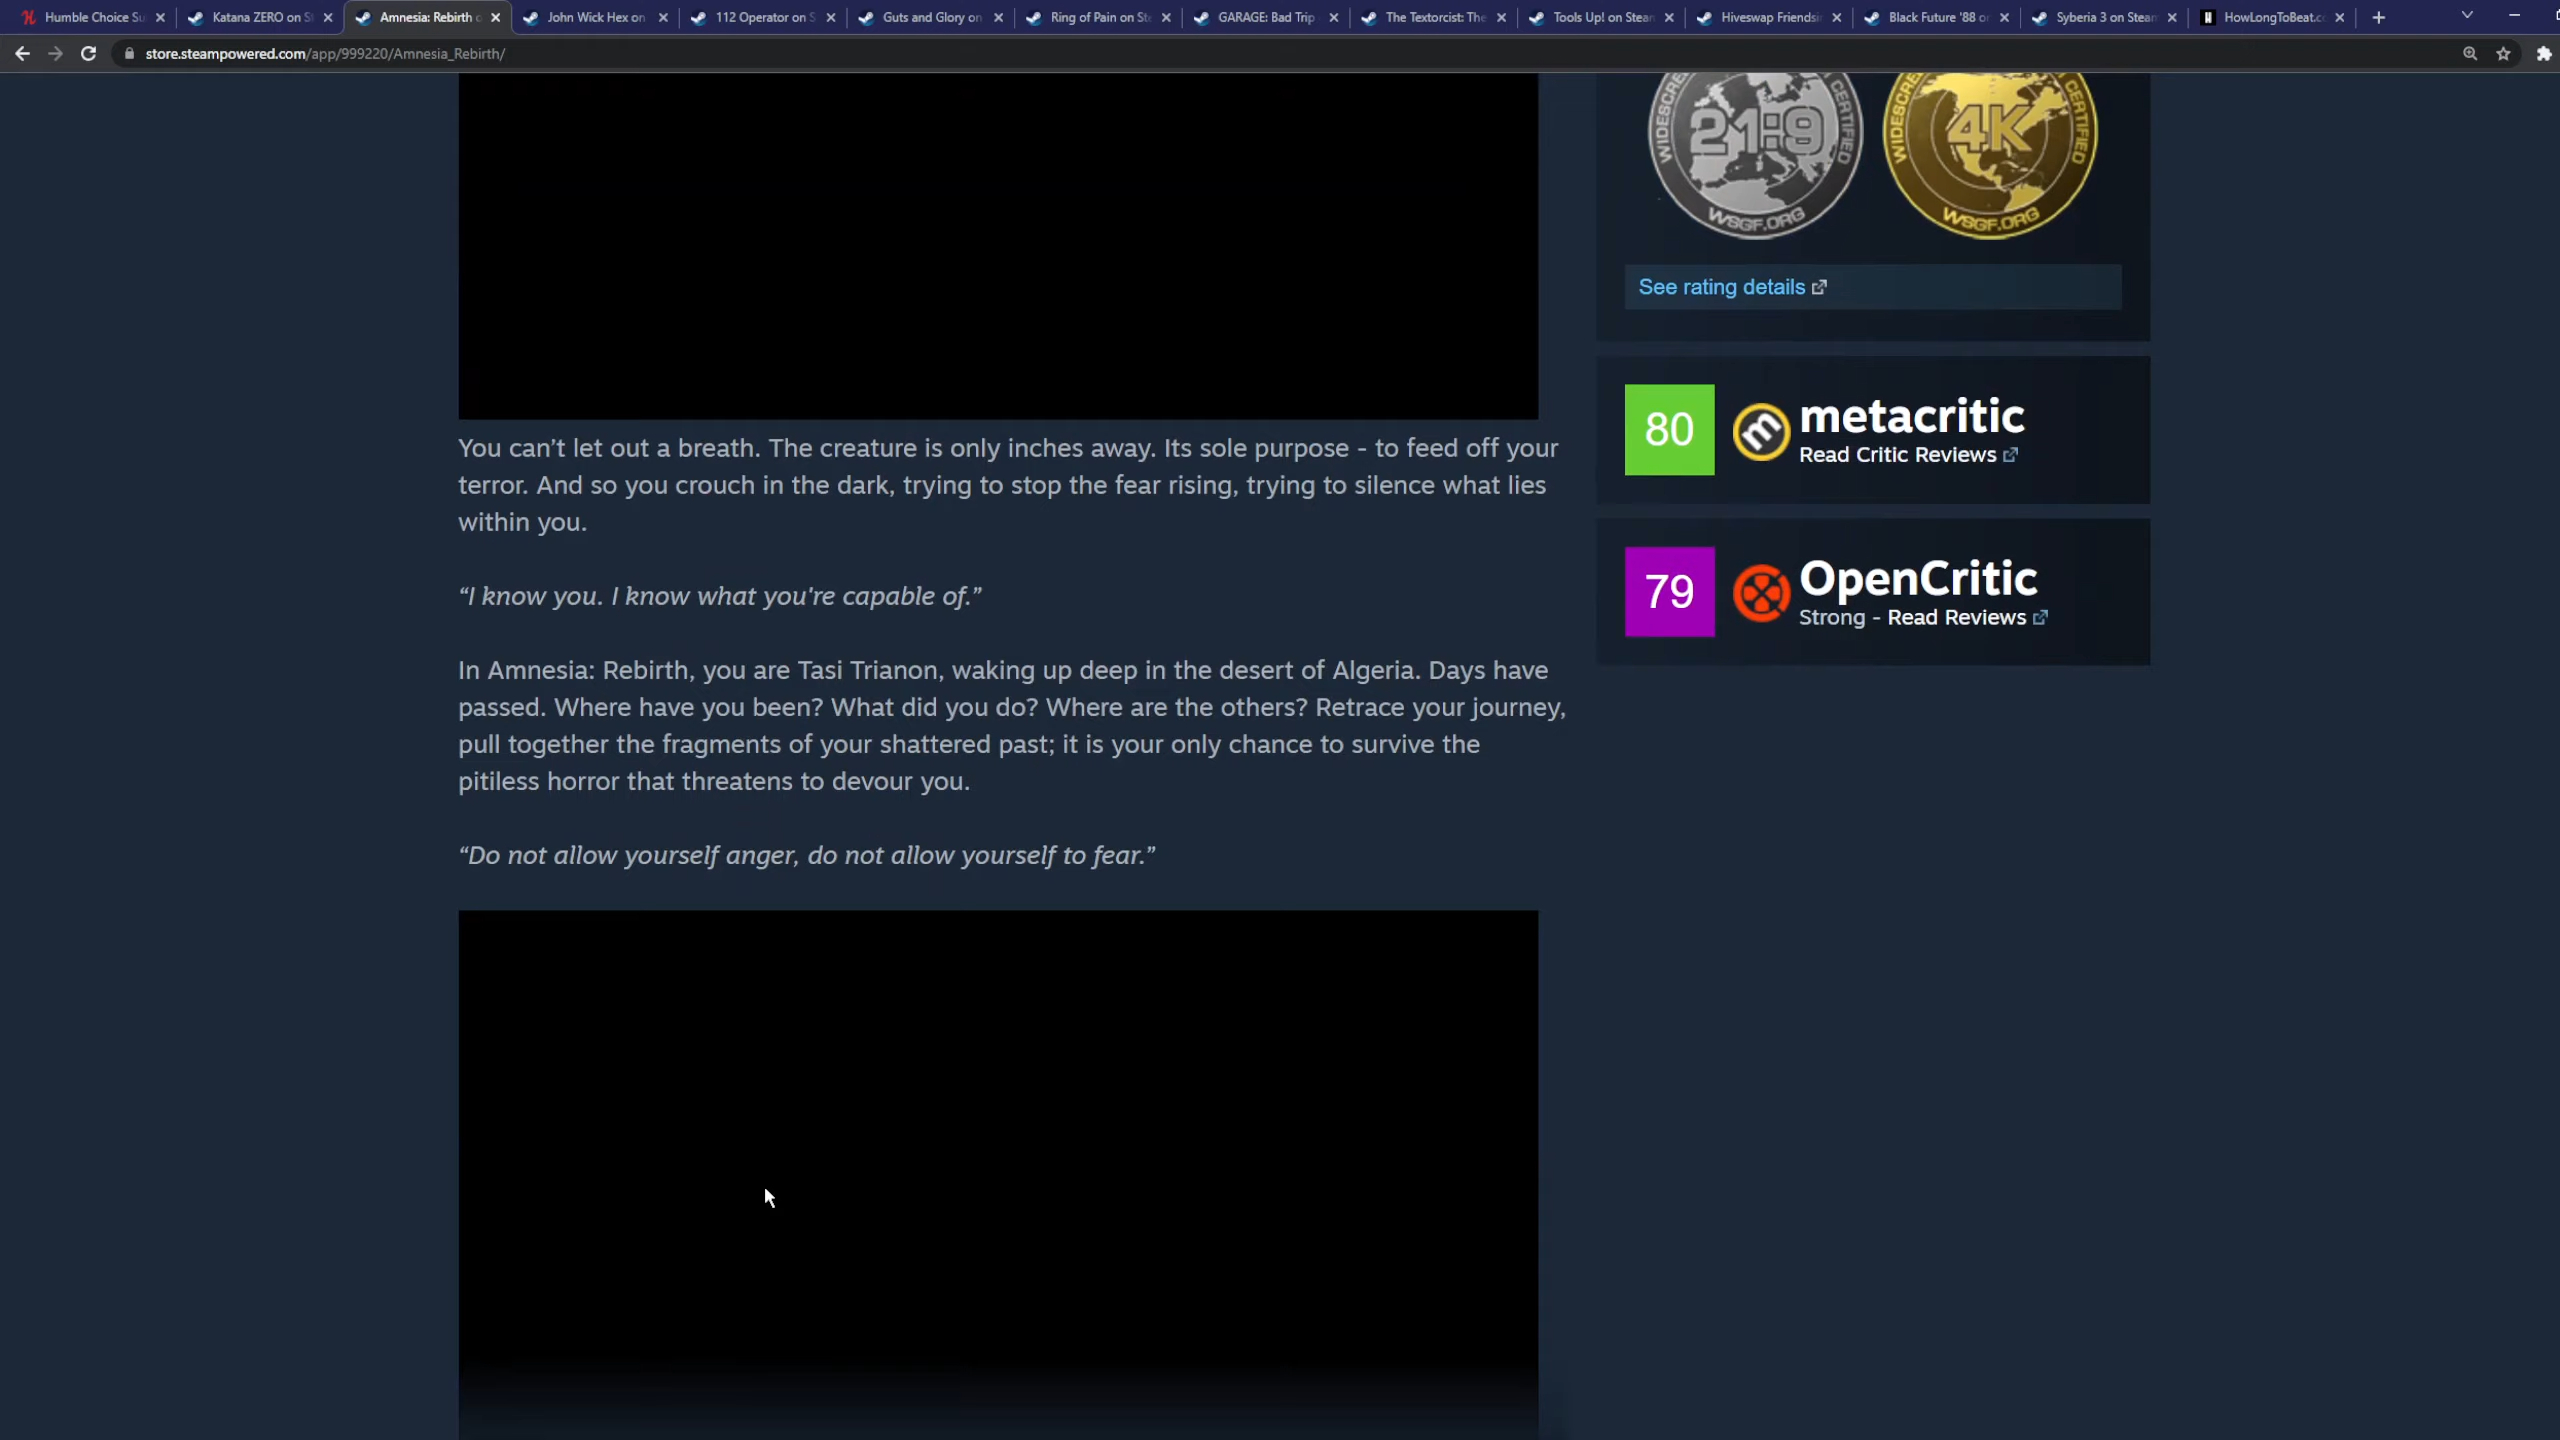 Humble Choice Su
Katana ZERO on S
Amnesia: Rebirth o
John Wick Hex on
112 Operator on S
Guts and Glory on
Ring of Pain on Ste
GARAGE: Bad Trip
The Textorcist: The
Tools Up! on Steam
Hiveswap Friendsi
Black Future '88 o
Syberia 3 on Steam
HowLongToBeat.c
store.steampowered.com/app/999220/Amnesia_Rebirth/
WIDESCREEN CERTIFIED
21:9
WSGF.ORG
WIDESCREEN CERTIFIED
4K
WSGF.ORG
See rating details
80
metacritic
Read Critic Reviews
79
OpenCritic
Strong - Read Reviews
You can’t let out a breath. The creature is only inches away. Its sole purpose - to feed off your
terror. And so you crouch in the dark, trying to stop the fear rising, trying to silence what lies
within you.
“I know you. I know what you're capable of.”
In Amnesia: Rebirth, you are Tasi Trianon, waking up deep in the desert of Algeria. Days have
passed. Where have you been? What did you do? Where are the others? Retrace your journey,
pull together the fragments of your shattered past; it is your only chance to survive the
pitiless horror that threatens to devour you.
“Do not allow yourself anger, do not allow yourself to fear.”